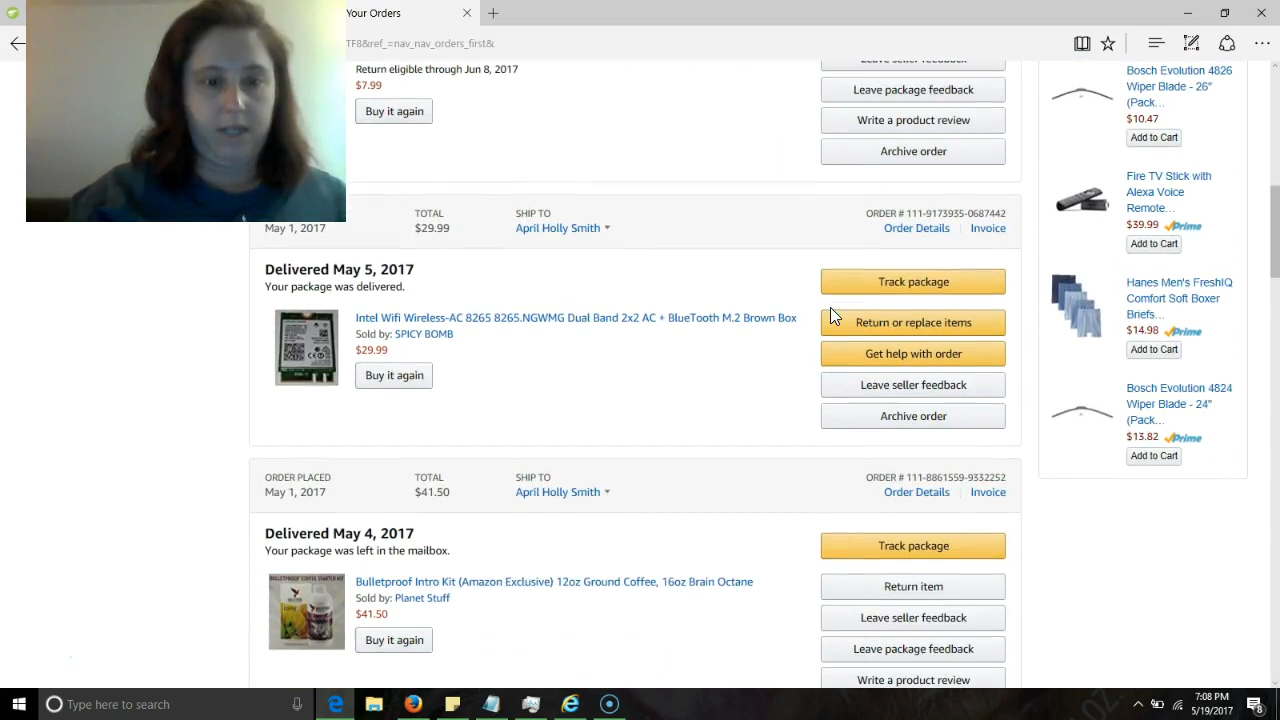 Your Orders
TF8&ref_=nav_nav_orders_first&
Return eligible through Jun 8, 2017
$7.99
Buy it again
Leave package feedback
Write a product review
Archive order
May 1, 2017
TOTAL
$29.99
SHIP TO
April Holly Smith
ORDER # 111-9173935-0687442
Order Details
Invoice
Delivered May 5, 2017
Your package was delivered.
Intel Wifi Wireless-AC 8265 8265.NGWMG Dual Band 2x2 AC + BlueTooth M.2 Brown Box
Sold by: SPICY BOMB
$29.99
Buy it again
Track package
Return or replace items
Get help with order
Leave seller feedback
Archive order
ORDER PLACED
May 1, 2017
TOTAL
$41.50
SHIP TO
April Holly Smith
ORDER # 111-8861559-9332252
Order Details
Invoice
Delivered May 4, 2017
Your package was left in the mailbox.
BULLETPROOF COFFEE STARTER KIT
Bulletproof Intro Kit (Amazon Exclusive) 12oz Ground Coffee, 16oz Brain Octane
Sold by: Planet Stuff
$41.50
Buy it again
Track package
Return item
Leave seller feedback
Leave package feedback
Write a product review
Bosch Evolution 4826
Wiper Blade - 26"
(Pack…
$10.47
Add to Cart
Fire TV Stick with
Alexa Voice
Remote…
$39.99 Prime
Add to Cart
Hanes Men's FreshIQ
Comfort Soft Boxer
Briefs…
$14.98 Prime
Add to Cart
Bosch Evolution 4824
Wiper Blade - 24"
(Pack…
$13.82 Prime
Add to Cart
Type here to search
7:08 PM
5/19/2017